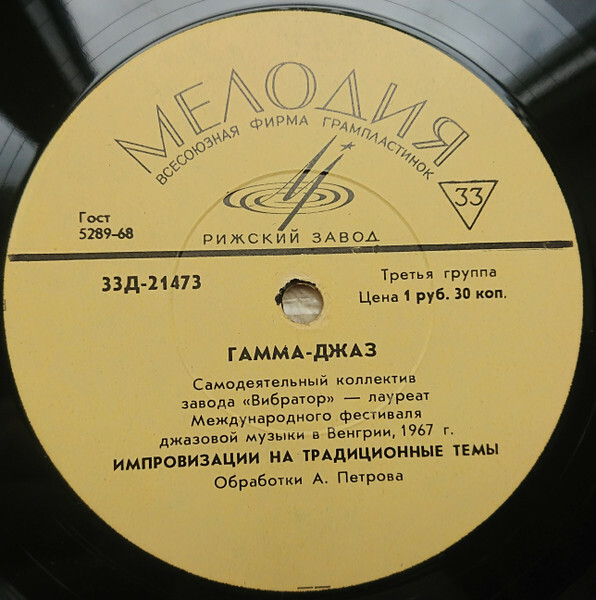 МЕЛОДИЯ
ВСЕСОЮЗНАЯ ФИРМА ГРАМПЛАСТИНОК
33
Гост
5289-68
РИЖСКИЙ ЗАВОД
33Д-21473
Третья группа
Цена 1 руб. 30 коп.
ГАММА-ДЖАЗ
Самодеятельный коллектив
завода «Вибратор» — лауреат
Международного фестиваля
джазовой музыки в Венгрии, 1967 г.
ИМПРОВИЗАЦИИ НА ТРАДИЦИОННЫЕ ТЕМЫ
Обработки А. Петрова